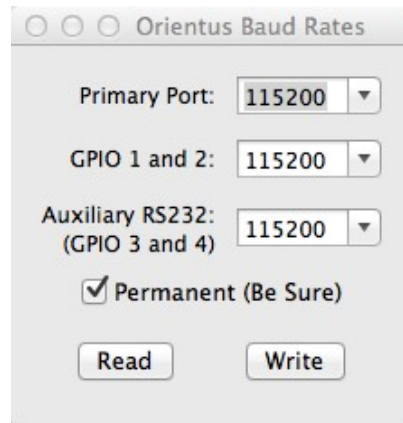 Orientus Baud Rates
Primary Port: 115200
GPIO 1 and 2: 115200
Auxiliary RS232: 115200
(GPIO 3 and 4)
Permanent (Be Sure)
Read Write